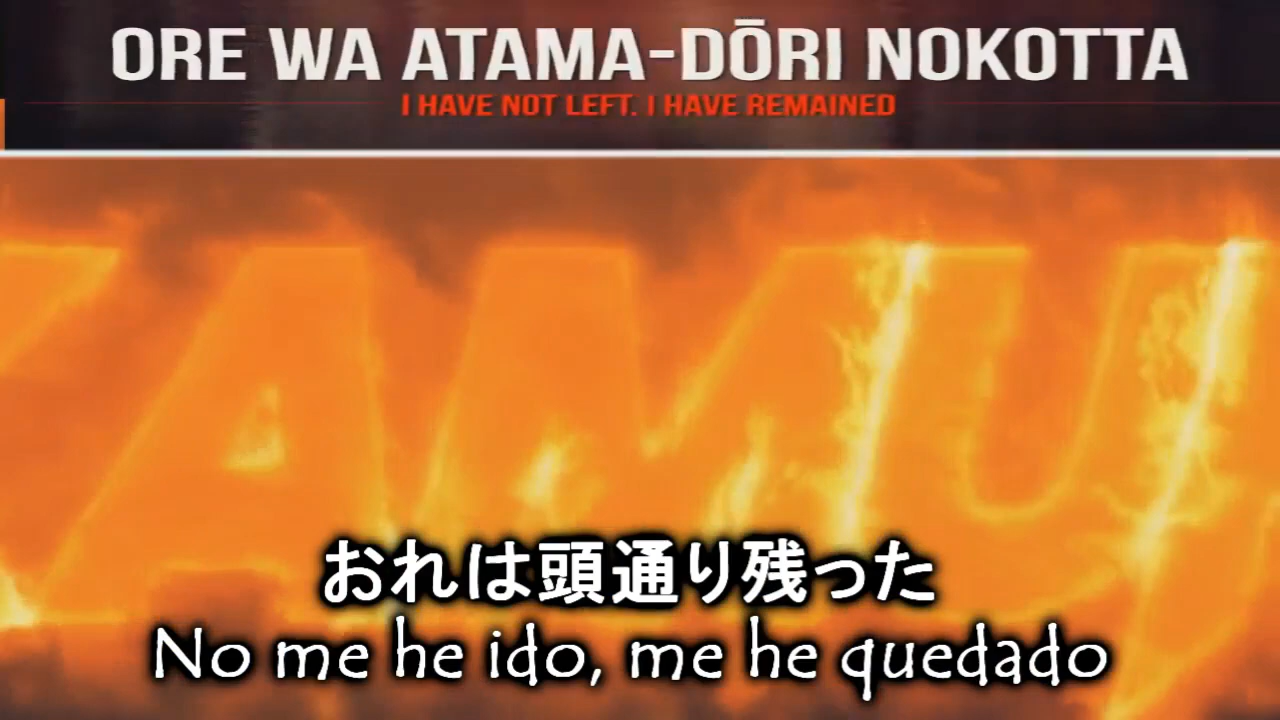 ORE WA ATAMA-DŌRI NOKOTTA
I HAVE NOT LEFT. I HAVE REMAINED
AMU
おれは頭通り残った
No me he ido, me he quedado